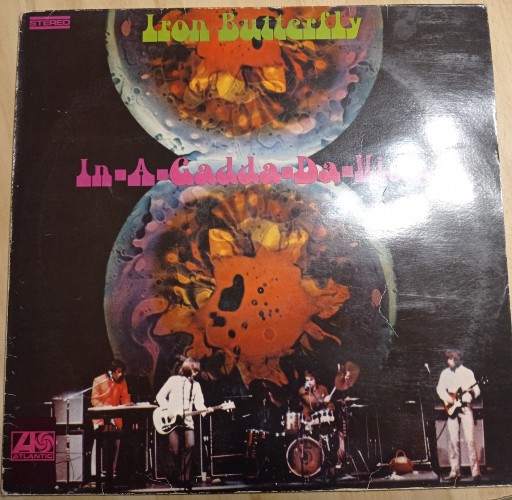 STEREO
Iron Butterfly
In-A-Gadda-Da-
ATLANTIC